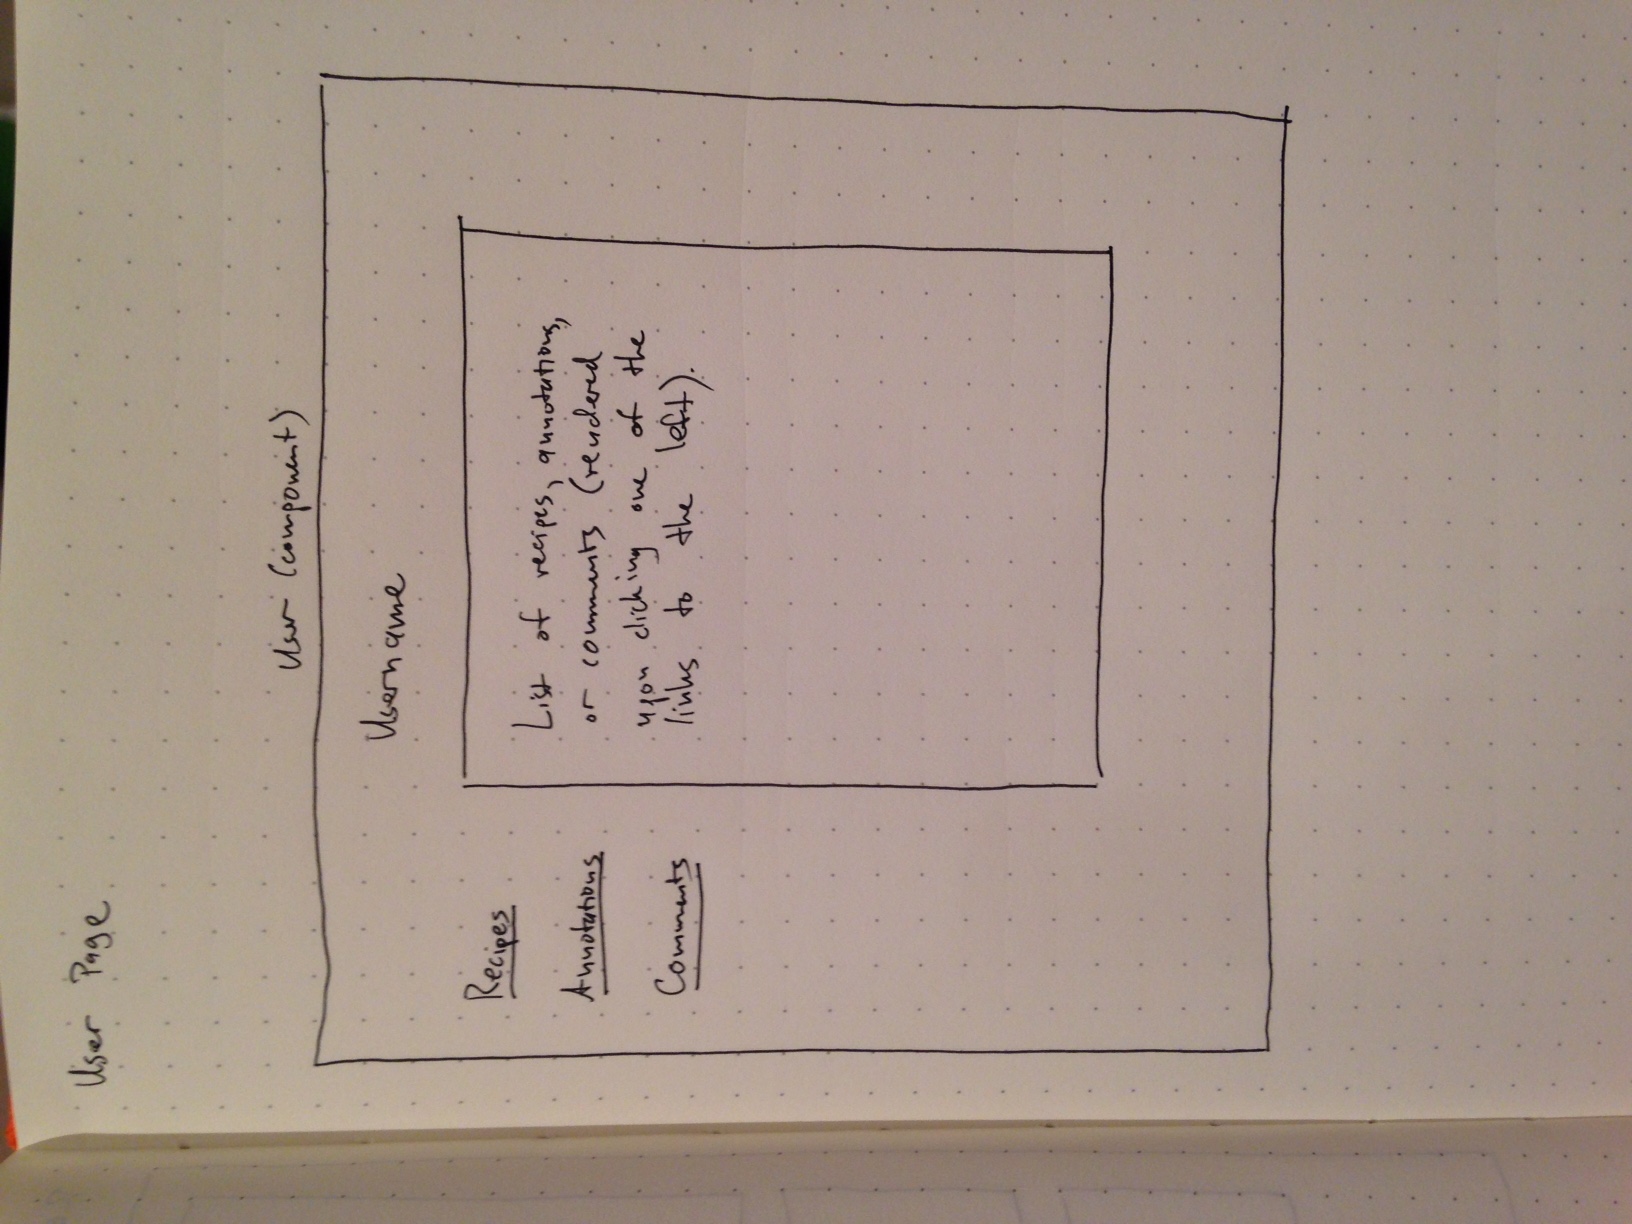 User Page
User (component)
Username
Recipes
Annotations
Comments
List of recipes, annotations,
or comments (rendered
upon clicking one of the
links to the left).